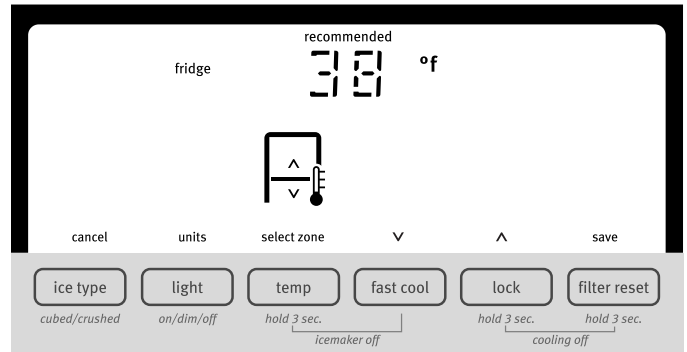 recommended
fridge 38 °f
cancel units select zone ∨ ∧ save
ice type light temp fast cool lock filter reset
cubed/crushed on/dim/off hold 3 sec. hold 3 sec. hold 3 sec.
icemaker off cooling off